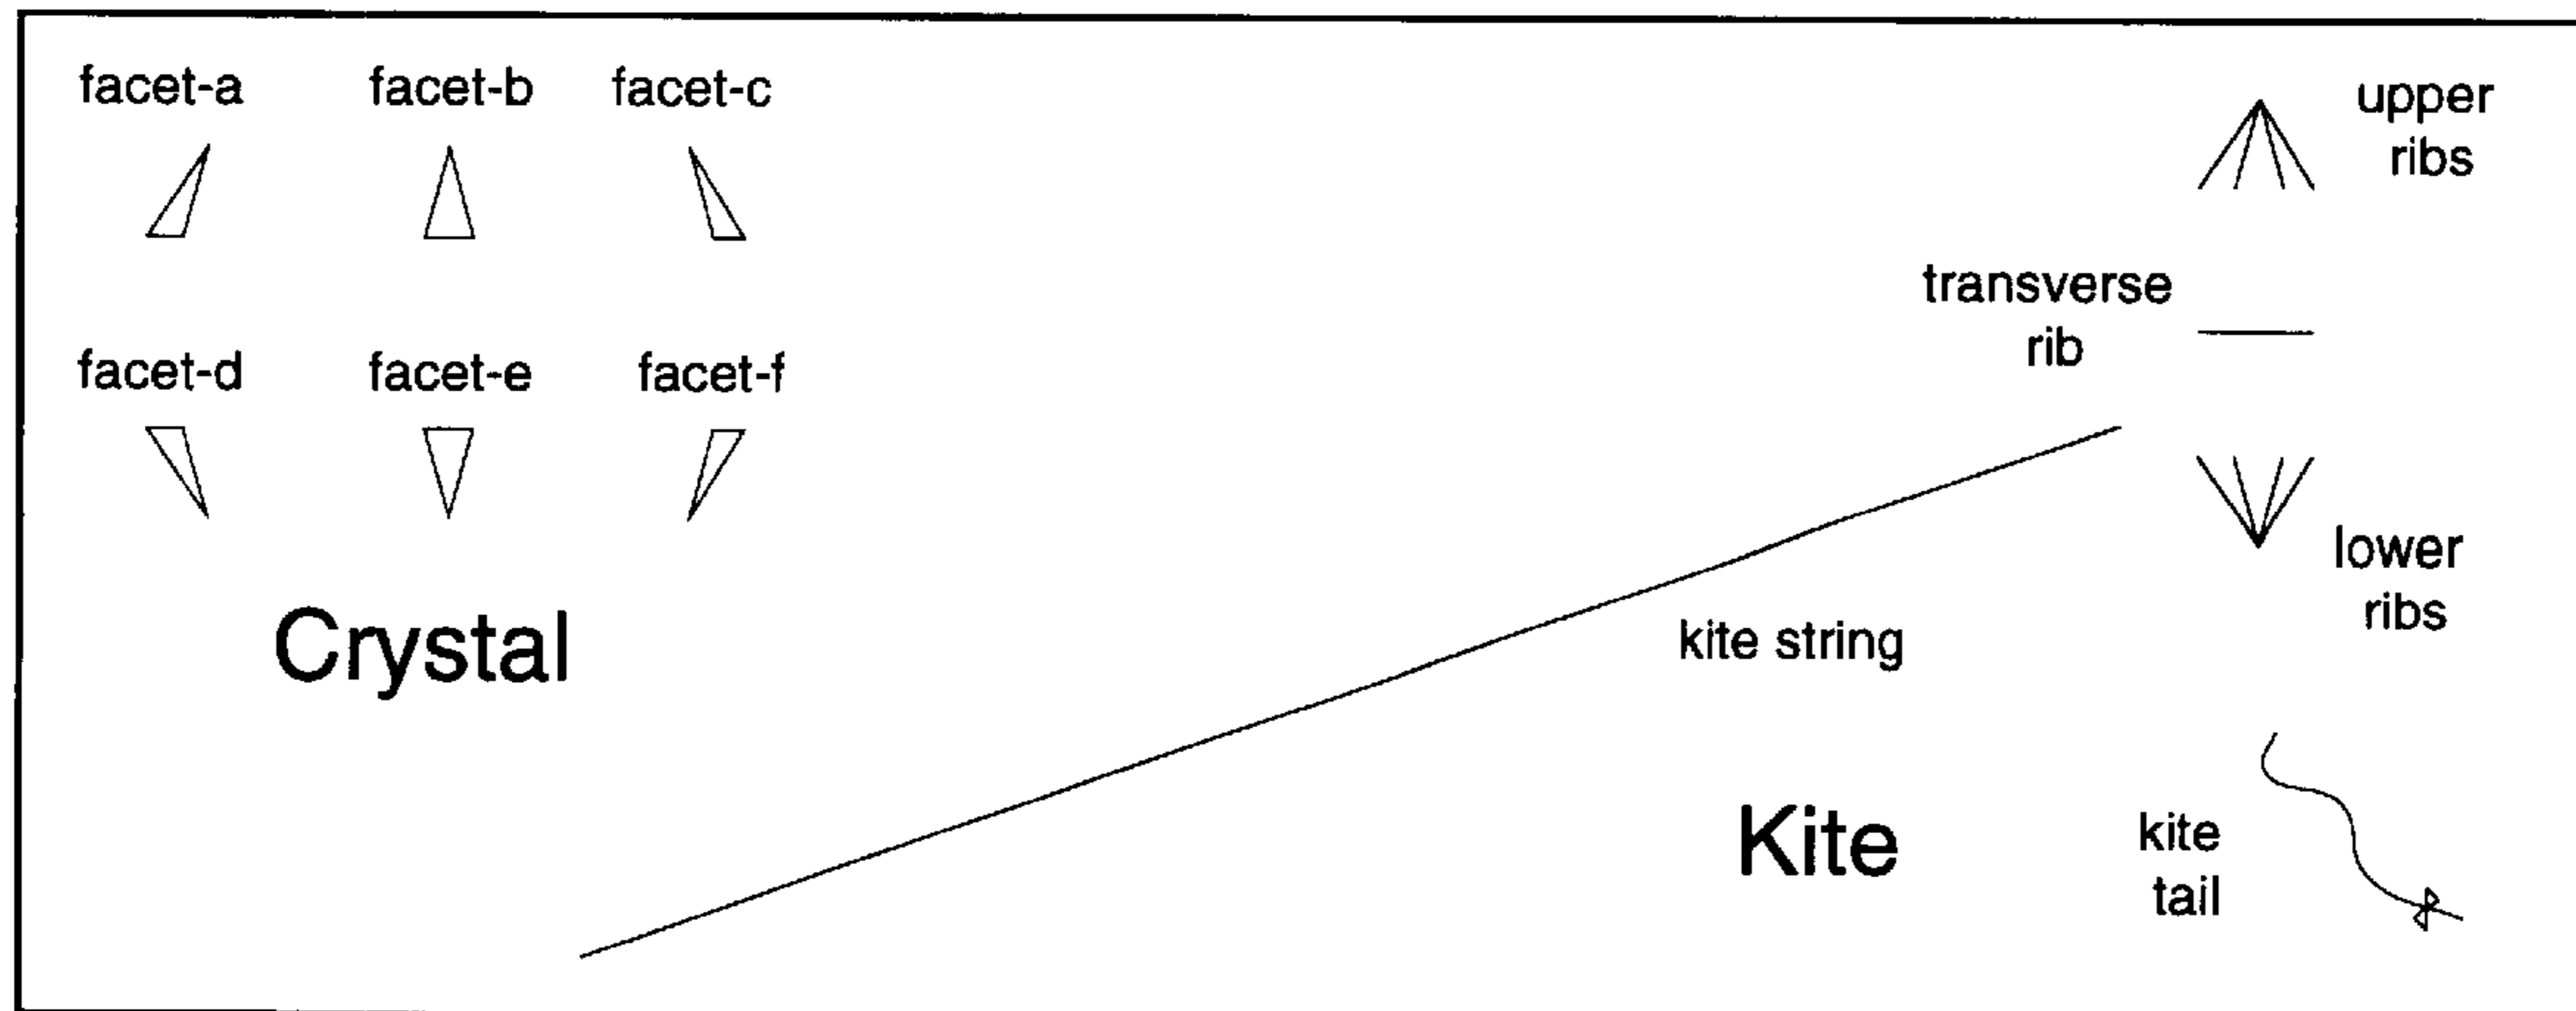 facet-a facet-b facet-c
upper
ribs
transverse
rib
facet-d facet-e facet-f
lower
ribs
Crystal
kite string
Kite
kite
tail